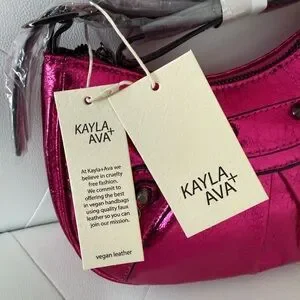 KAYLA+
AVA
At Kayla+Ava we
believe in cruelty
free fashion.
We commit to
offering the best
in vegan handbags
using quality faux
leather so you can
join our mission.
vegan leather
KAYLA+
AVA